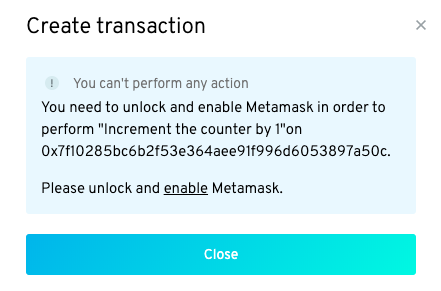 Create transaction
You can't perform any action
You need to unlock and enable Metamask in order to
perform "Increment the counter by 1"on
0x7f10285bc6b2f53e364aee91f996d6053897a50c.
Please unlock and enable Metamask.
Close